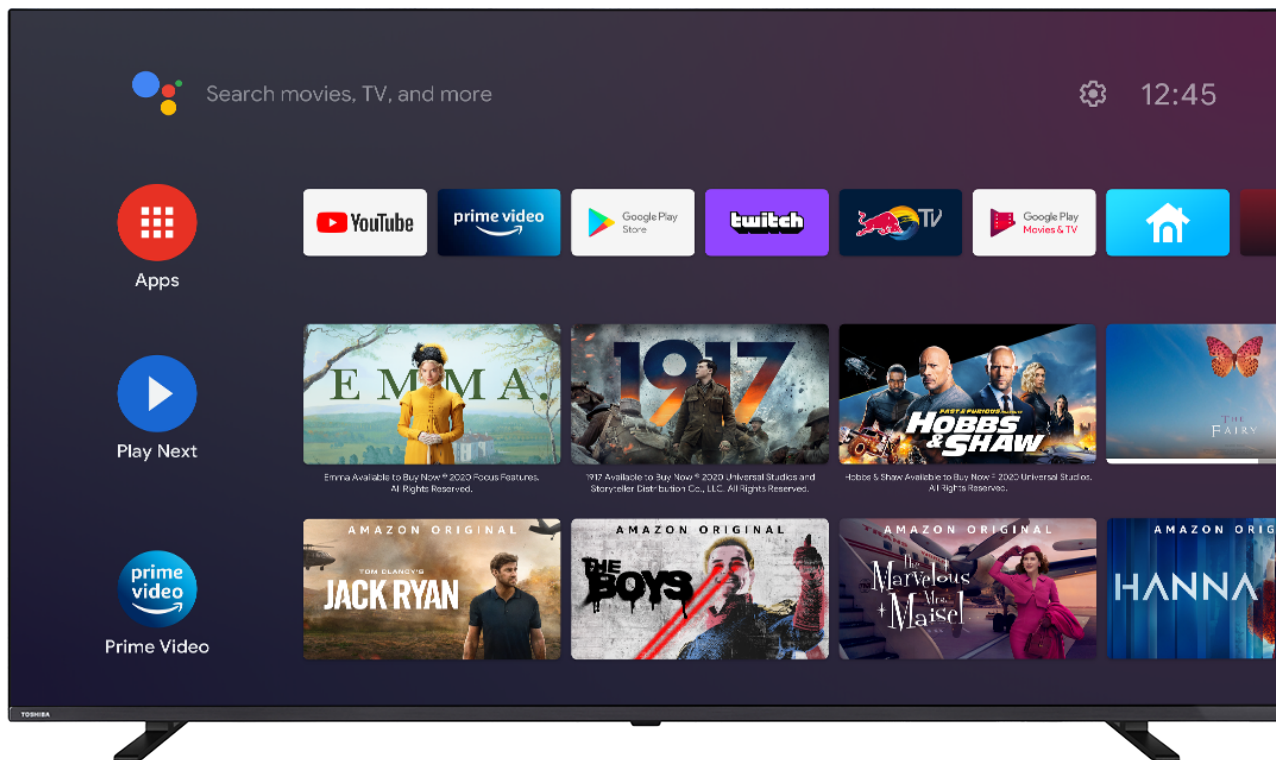 Search movies, TV, and more
12:45
YouTube
prime video
Google Play
Store
twitch
TV
Google Play
Movies & TV
Apps
EMMA.
1917
FAST & FURIOUS
HOBBS
& SHAW
THE
FAIRY
Play Next
Emma Available to Buy Now © 2020 Focus Features.
All Rights Reserved.
1917 Available to Buy Now © 2020 Universal Studios and
Storyteller Distribution Co., LLC. All Rights Reserved.
Hobbs & Shaw Available to Buy Now © 2020 Universal Studios.
All Rights Reserved.
AMAZON ORIGINAL
TOM CLANCY'S
JACK RYAN
AMAZON ORIGINAL
THE
BOYS
AMAZON ORIGINAL
The
Marvelous
Mrs.
Maisel
AMAZON ORIG
HANNA
prime
video
Prime Video
TOSHIBA